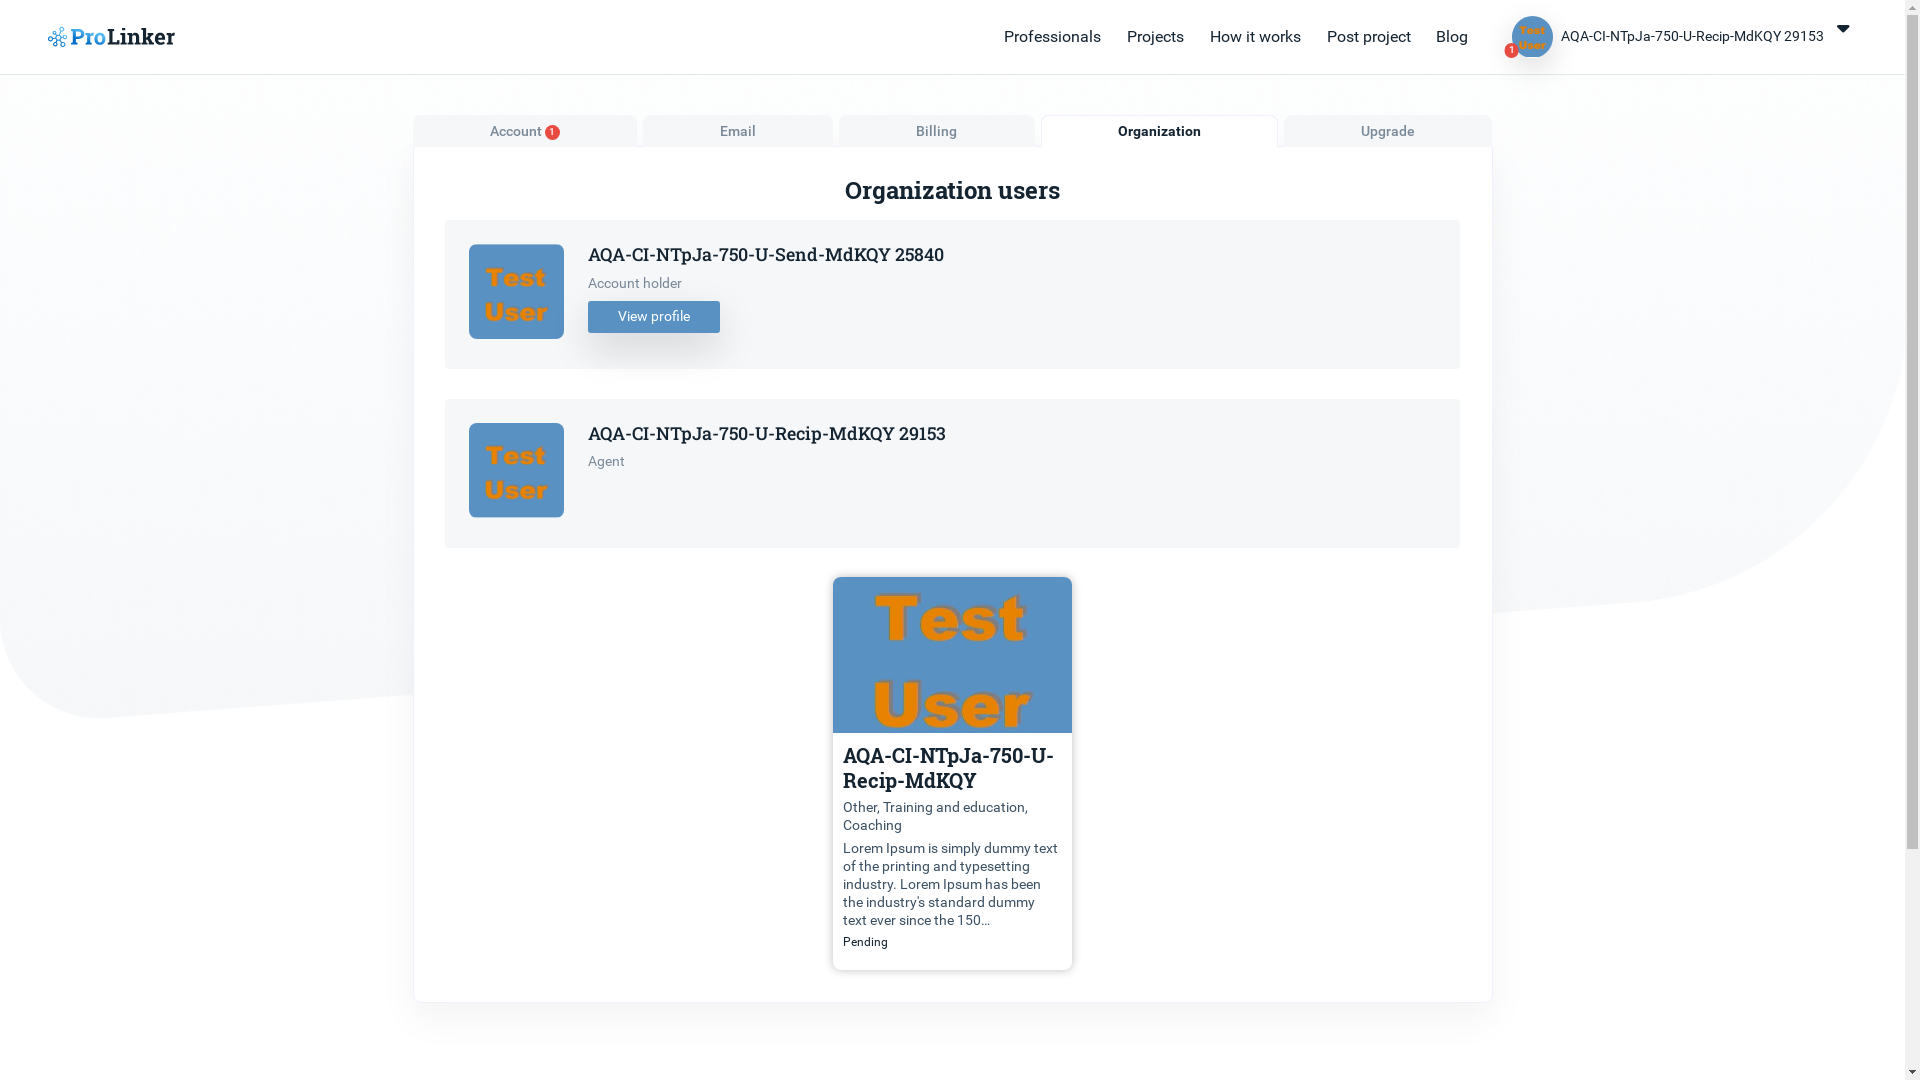 ProLinker
Professionals
Projects
How it works
Post project
Blog
Test
User
1
AQA-CI-NTpJa-750-U-Recip-MdKQY 29153
Account 1
Email
Billing
Organization
Upgrade
Organization users
Test
User
AQA-CI-NTpJa-750-U-Send-MdKQY 25840
Account holder
View profile
Test
User
AQA-CI-NTpJa-750-U-Recip-MdKQY 29153
Agent
Test
User
AQA-CI-NTpJa-750-U-
Recip-MdKQY
Other, Training and education,
Coaching
Lorem Ipsum is simply dummy text
of the printing and typesetting
industry. Lorem Ipsum has been
the industry's standard dummy
text ever since the 150...
Pending